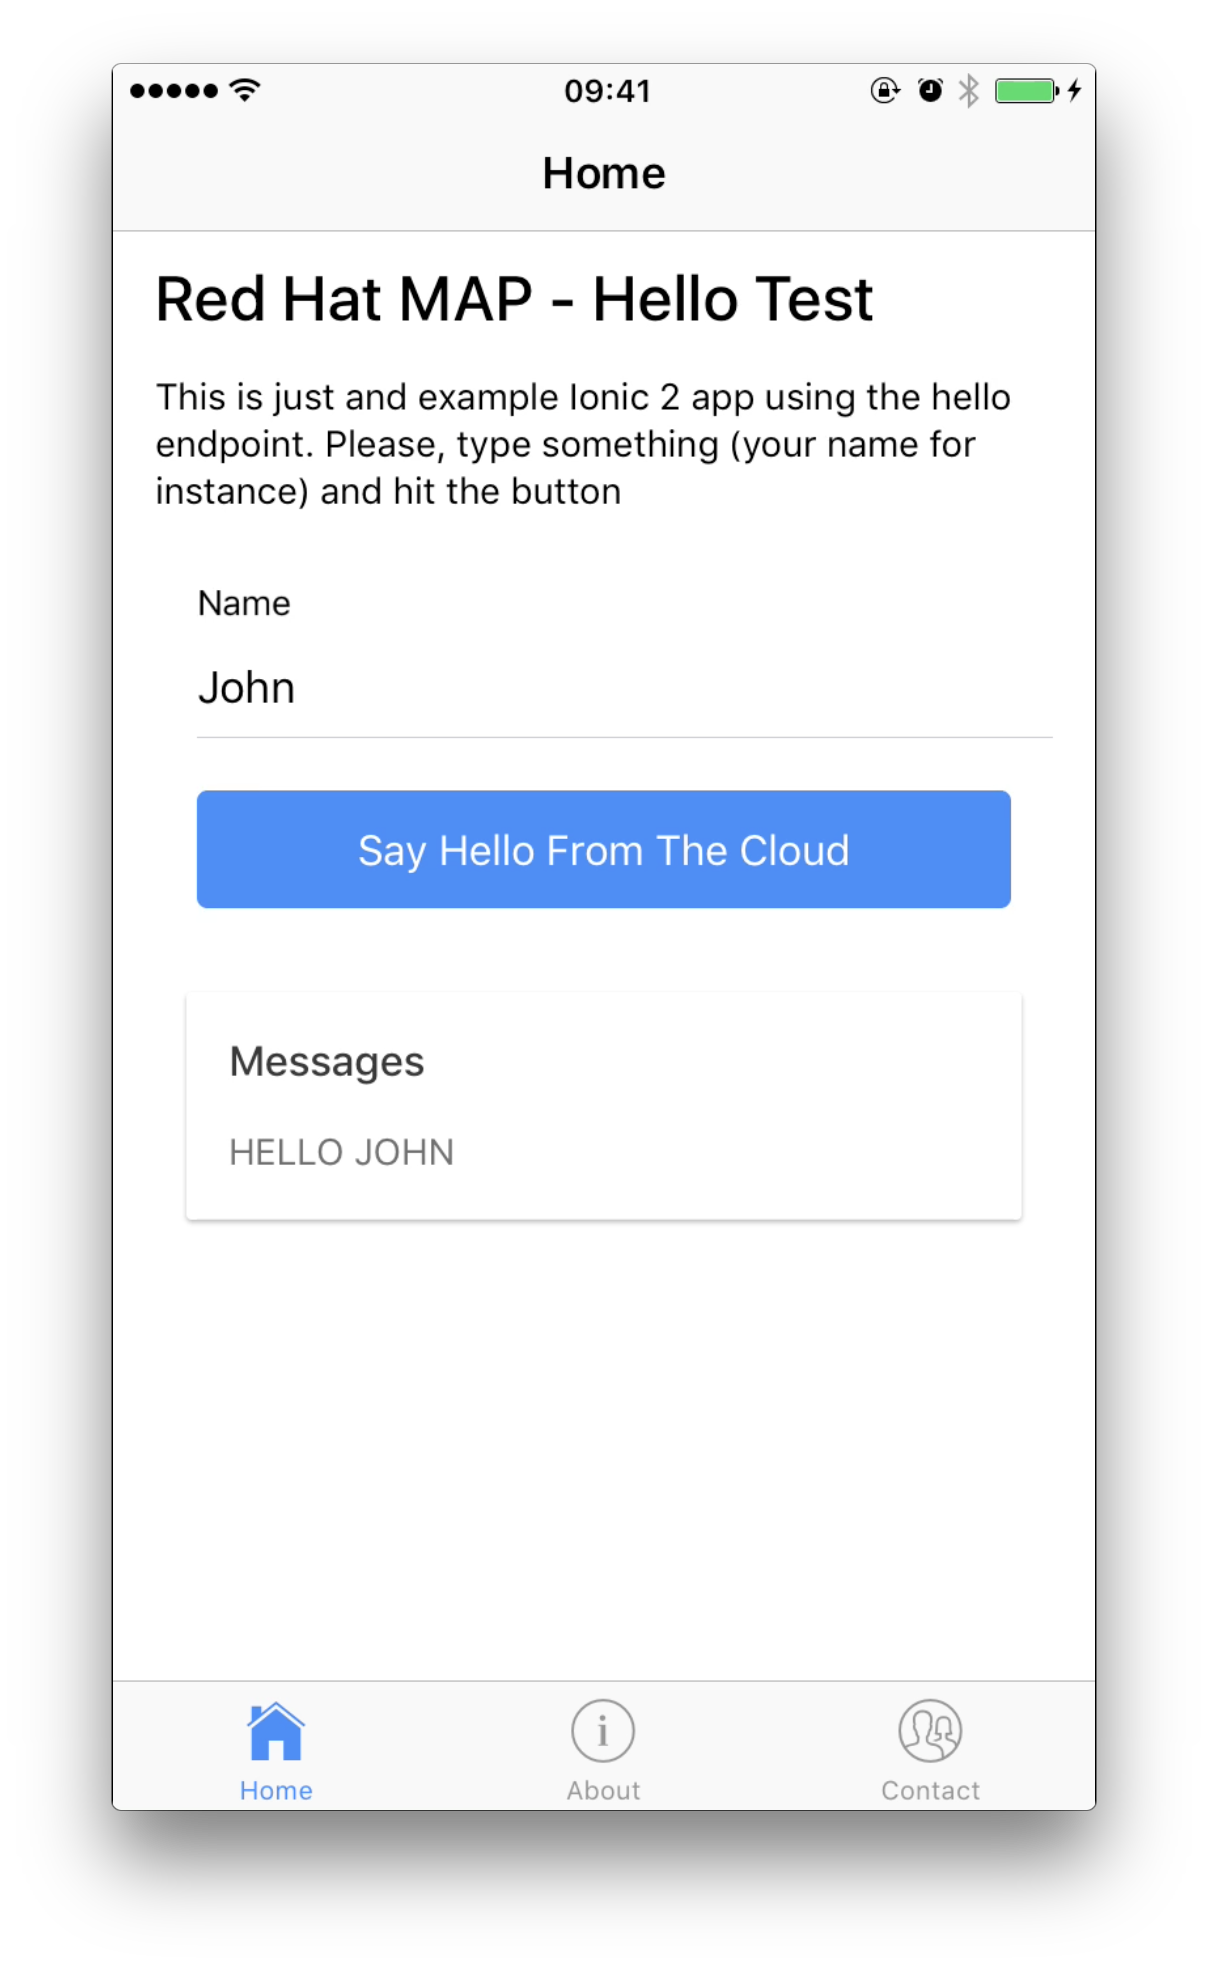 09:41
Home
Red Hat MAP - Hello Test
This is just and example Ionic 2 app using the hello
endpoint. Please, type something (your name for
instance) and hit the button
Name
John
Say Hello From The Cloud
Messages
HELLO JOHN
Home
About
Contact